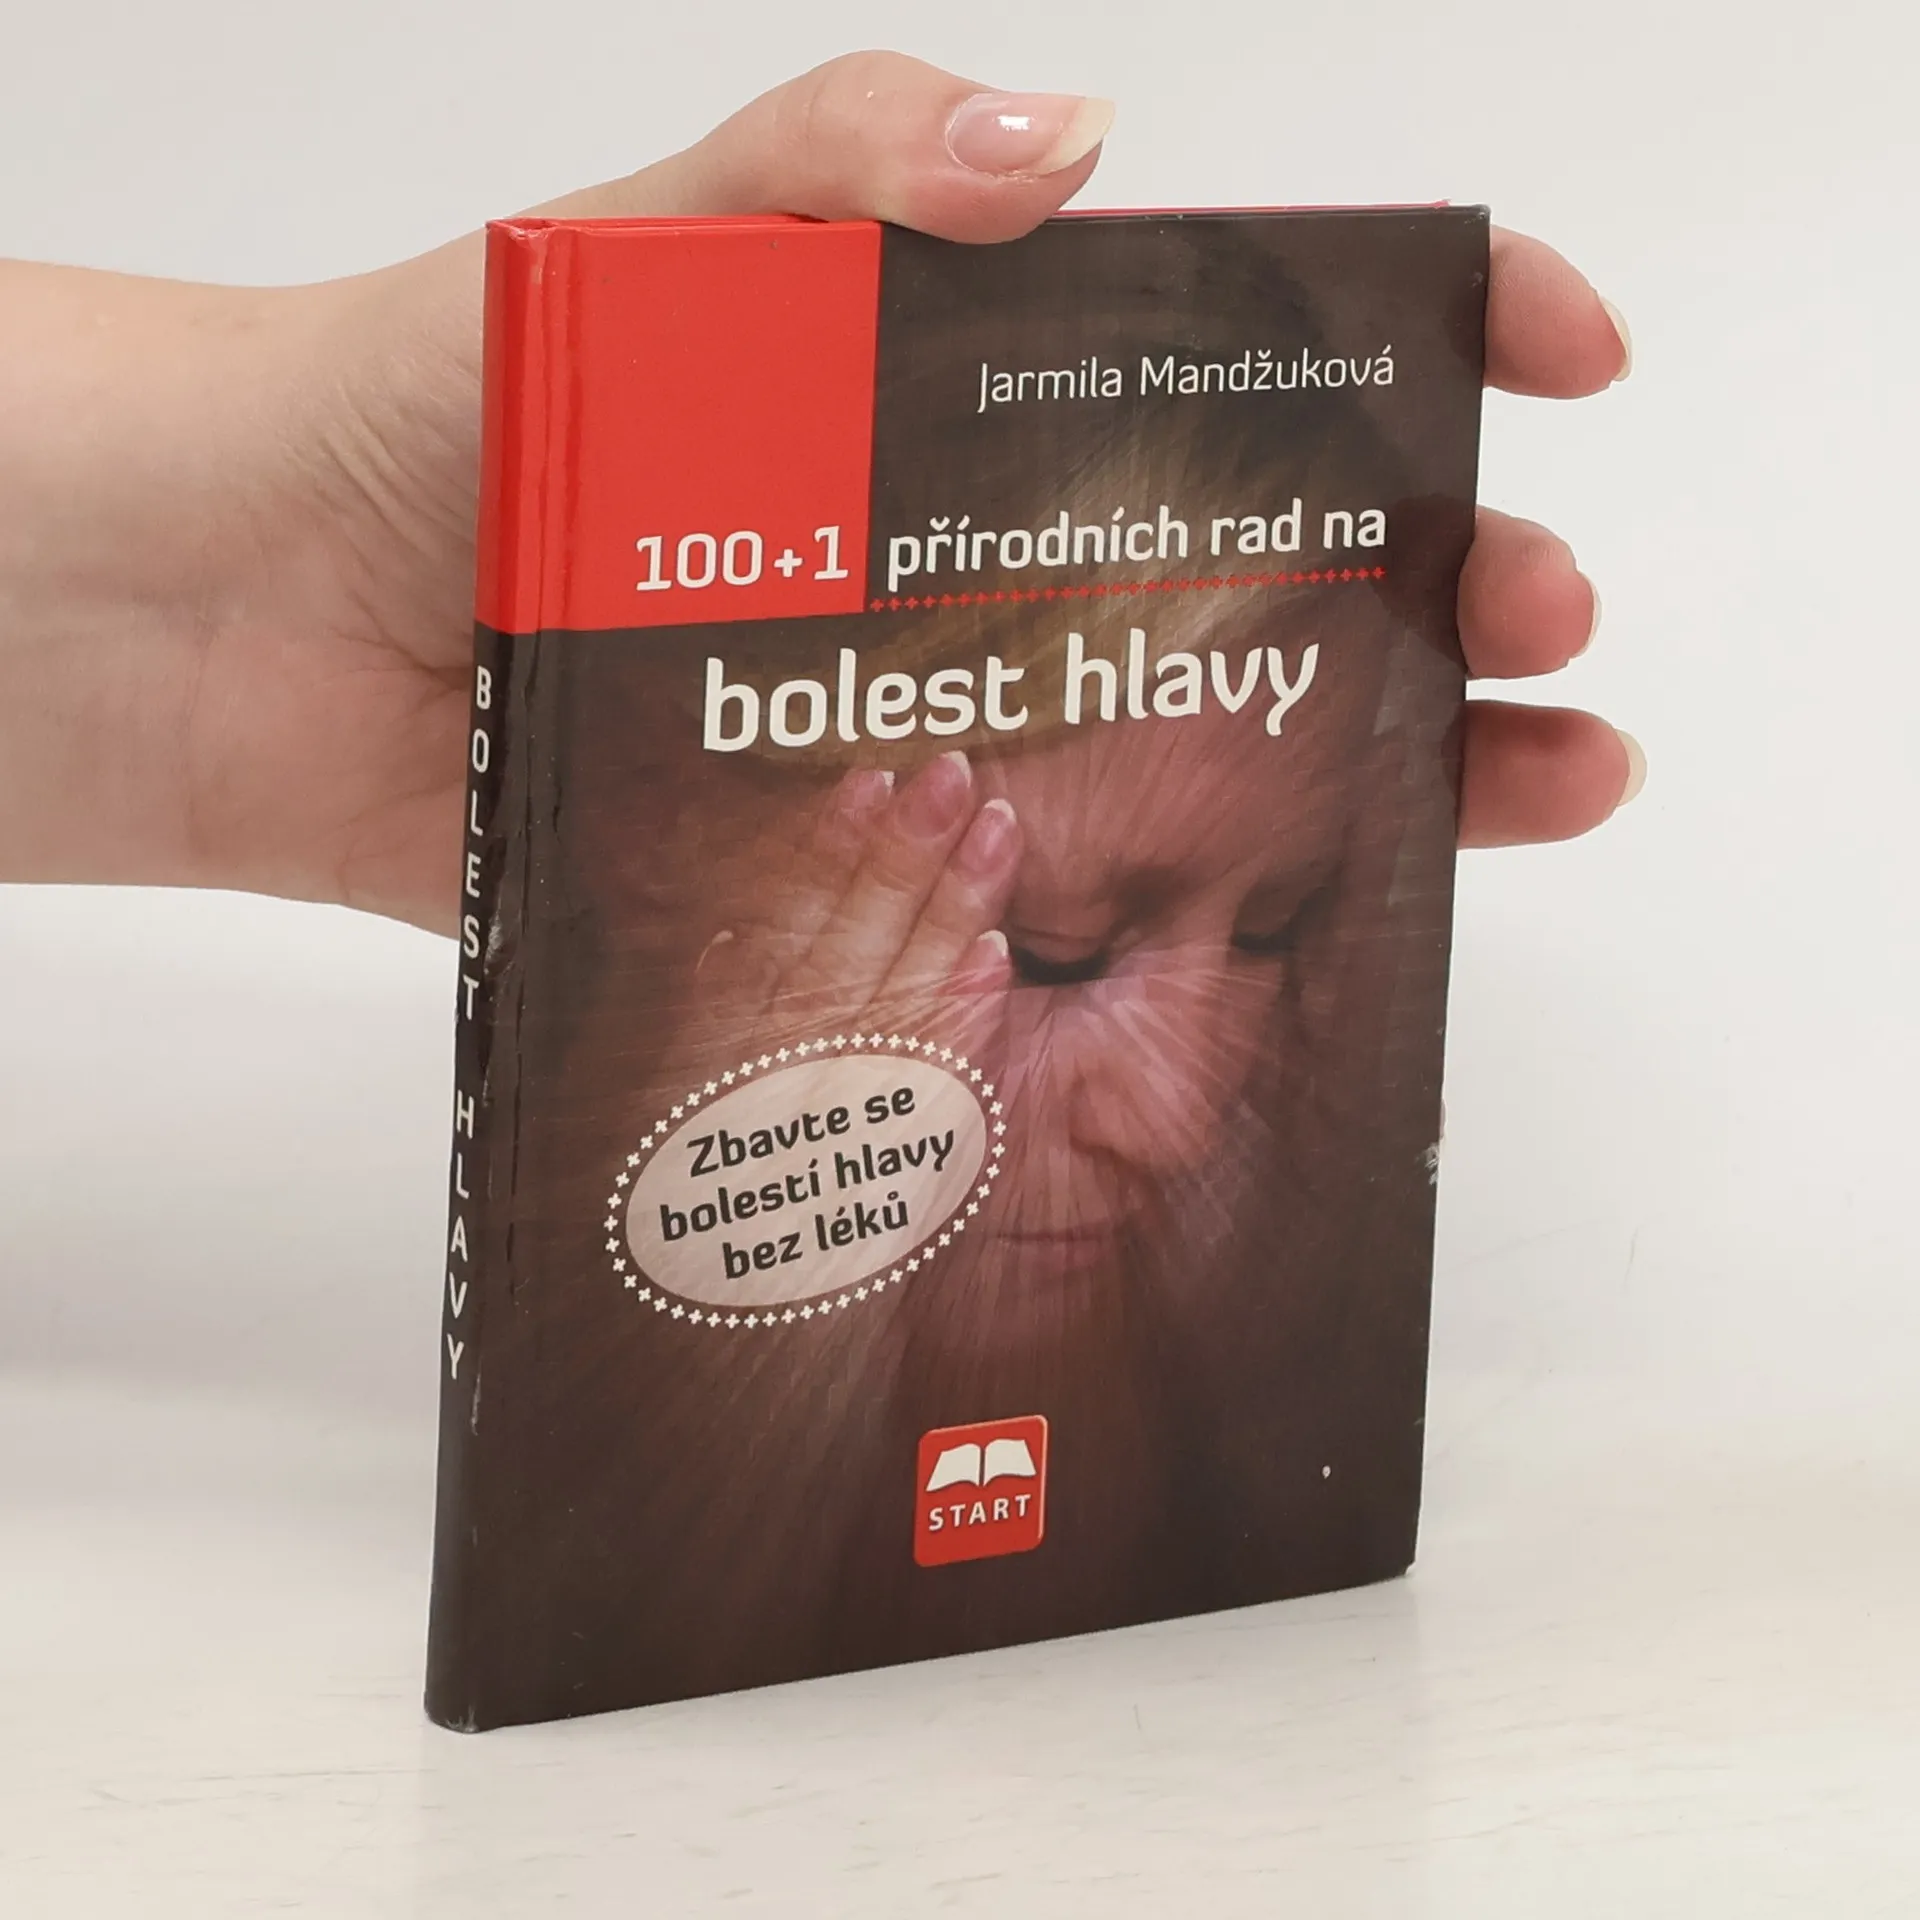 Jarmila Mandžuková
100+1 přírodních rad na
bolest hlavy
Zbavte se
bolestí hlavy
bez léků
START
BOLEST HLAVY